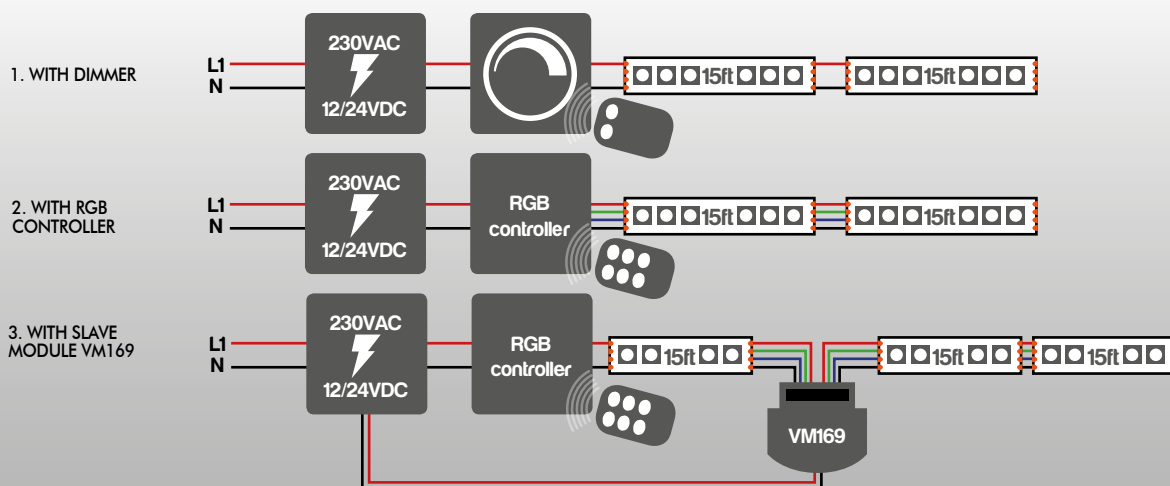 1. WITH DIMMER
L1
N
230VAC
12/24VDC
15ft
15ft
2. WITH RGB
CONTROLLER
L1
N
230VAC
12/24VDC
RGB
controller
15ft
15ft
3. WITH SLAVE
MODULE VM169
L1
N
230VAC
12/24VDC
RGB
controller
15ft
VM169
15ft
15ft